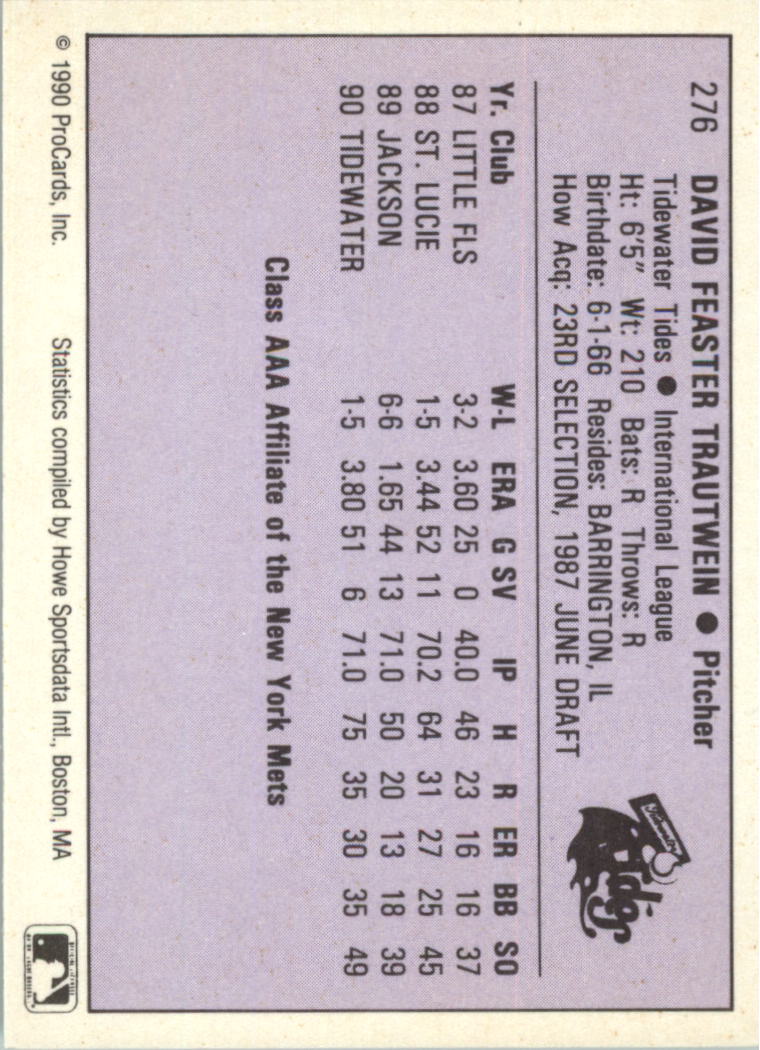 276 DAVID FEASTER TRAUTWEIN ● Pitcher
Tidewater Tides ● International League
Ht: 6'5" Wt: 210 Bats: R Throws: R
Birthdate: 6-1-66 Resides: BARRINGTON, IL
How Acq: 23RD SELECTION, 1987 JUNE DRAFT
Tides
Yr. Club W-L ERA G SV IP H R ER BB SO
87 LITTLE FLS 3-2 3.60 25 0 40.0 46 23 16 16 37
88 ST. LUCIE 1-5 3.44 52 11 70.2 64 31 27 25 45
89 JACKSON 6-6 1.65 44 13 71.0 50 20 13 18 39
90 TIDEWATER 1-5 3.80 51 6 71.0 75 35 30 35 49
Class AAA Affiliate of the New York Mets
© 1990 ProCards, Inc. Statistics compiled by Howe Sportsdata Intl., Boston, MA